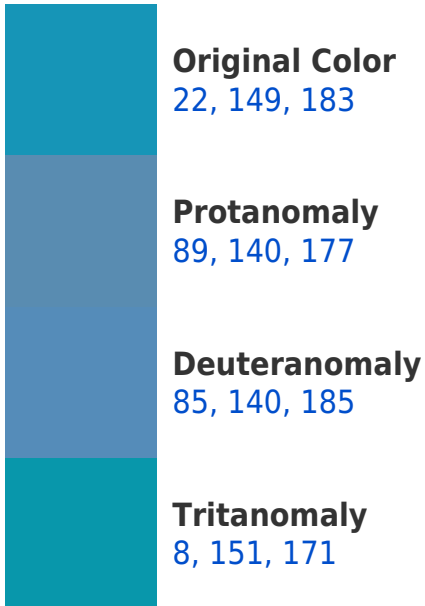 Original Color
22, 149, 183
Protanomaly
89, 140, 177
Deuteranomaly
85, 140, 185
Tritanomaly
8, 151, 171